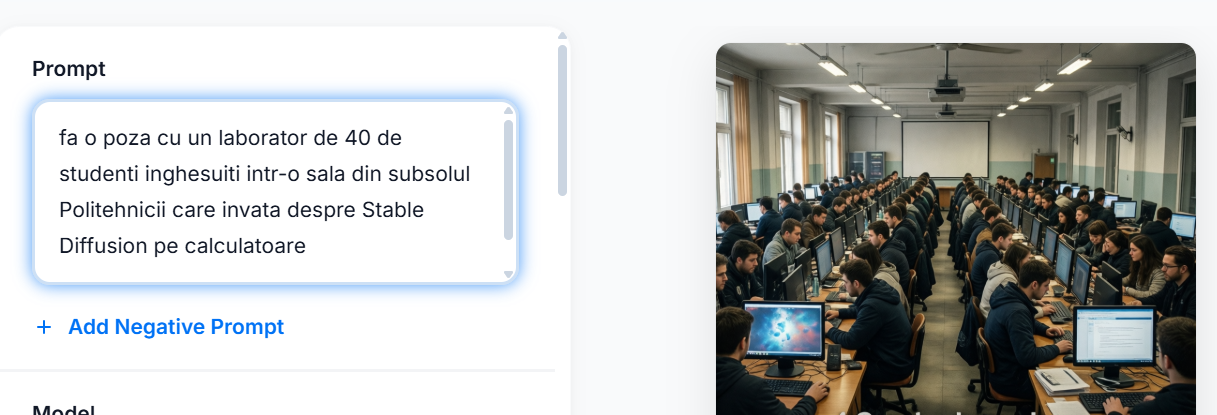 Prompt
fa o poza cu un laborator de 40 de
studenti inghesuiti intr-o sala din subsolul
Politehnicii care invata despre Stable
Diffusion pe calculatoare
+ Add Negative Prompt
Model